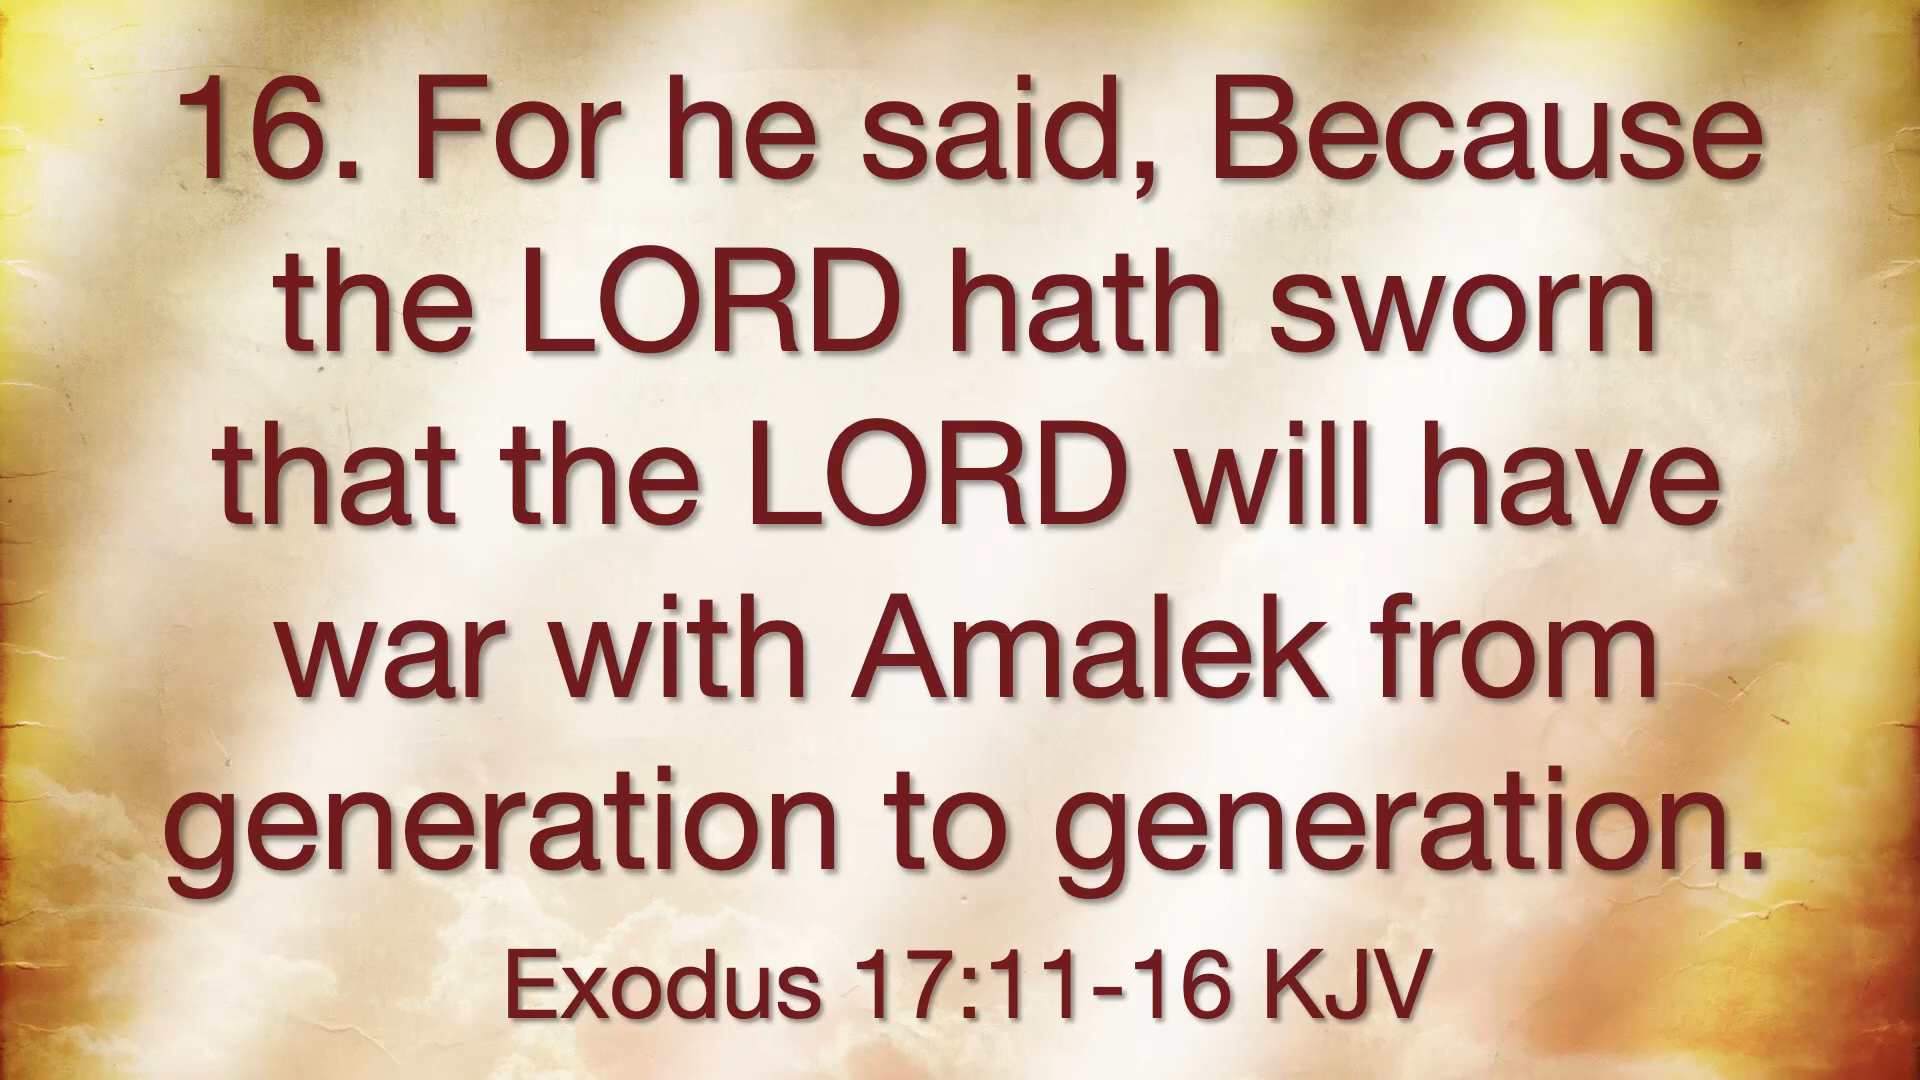 16. For he said, Because
the LORD hath sworn
that the LORD will have
war with Amalek from
generation to generation.
Exodus 17:11-16 KJV